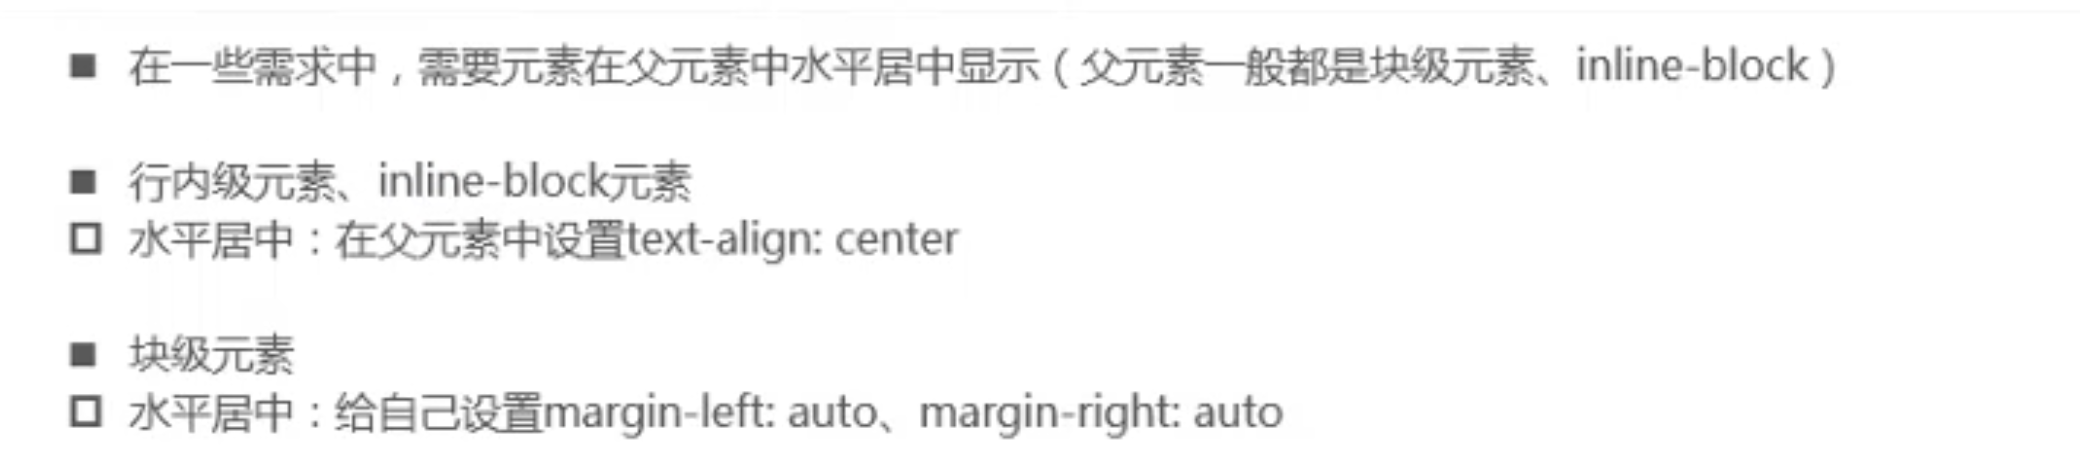 ■ 在一些需求中，需要元素在父元素中水平居中显示（父元素一般都是块级元素、inline-block）
■ 行内级元素、inline-block元素
□ 水平居中：在父元素中设置text-align: center
■ 块级元素
□ 水平居中：给自己设置margin-left: auto、margin-right: auto